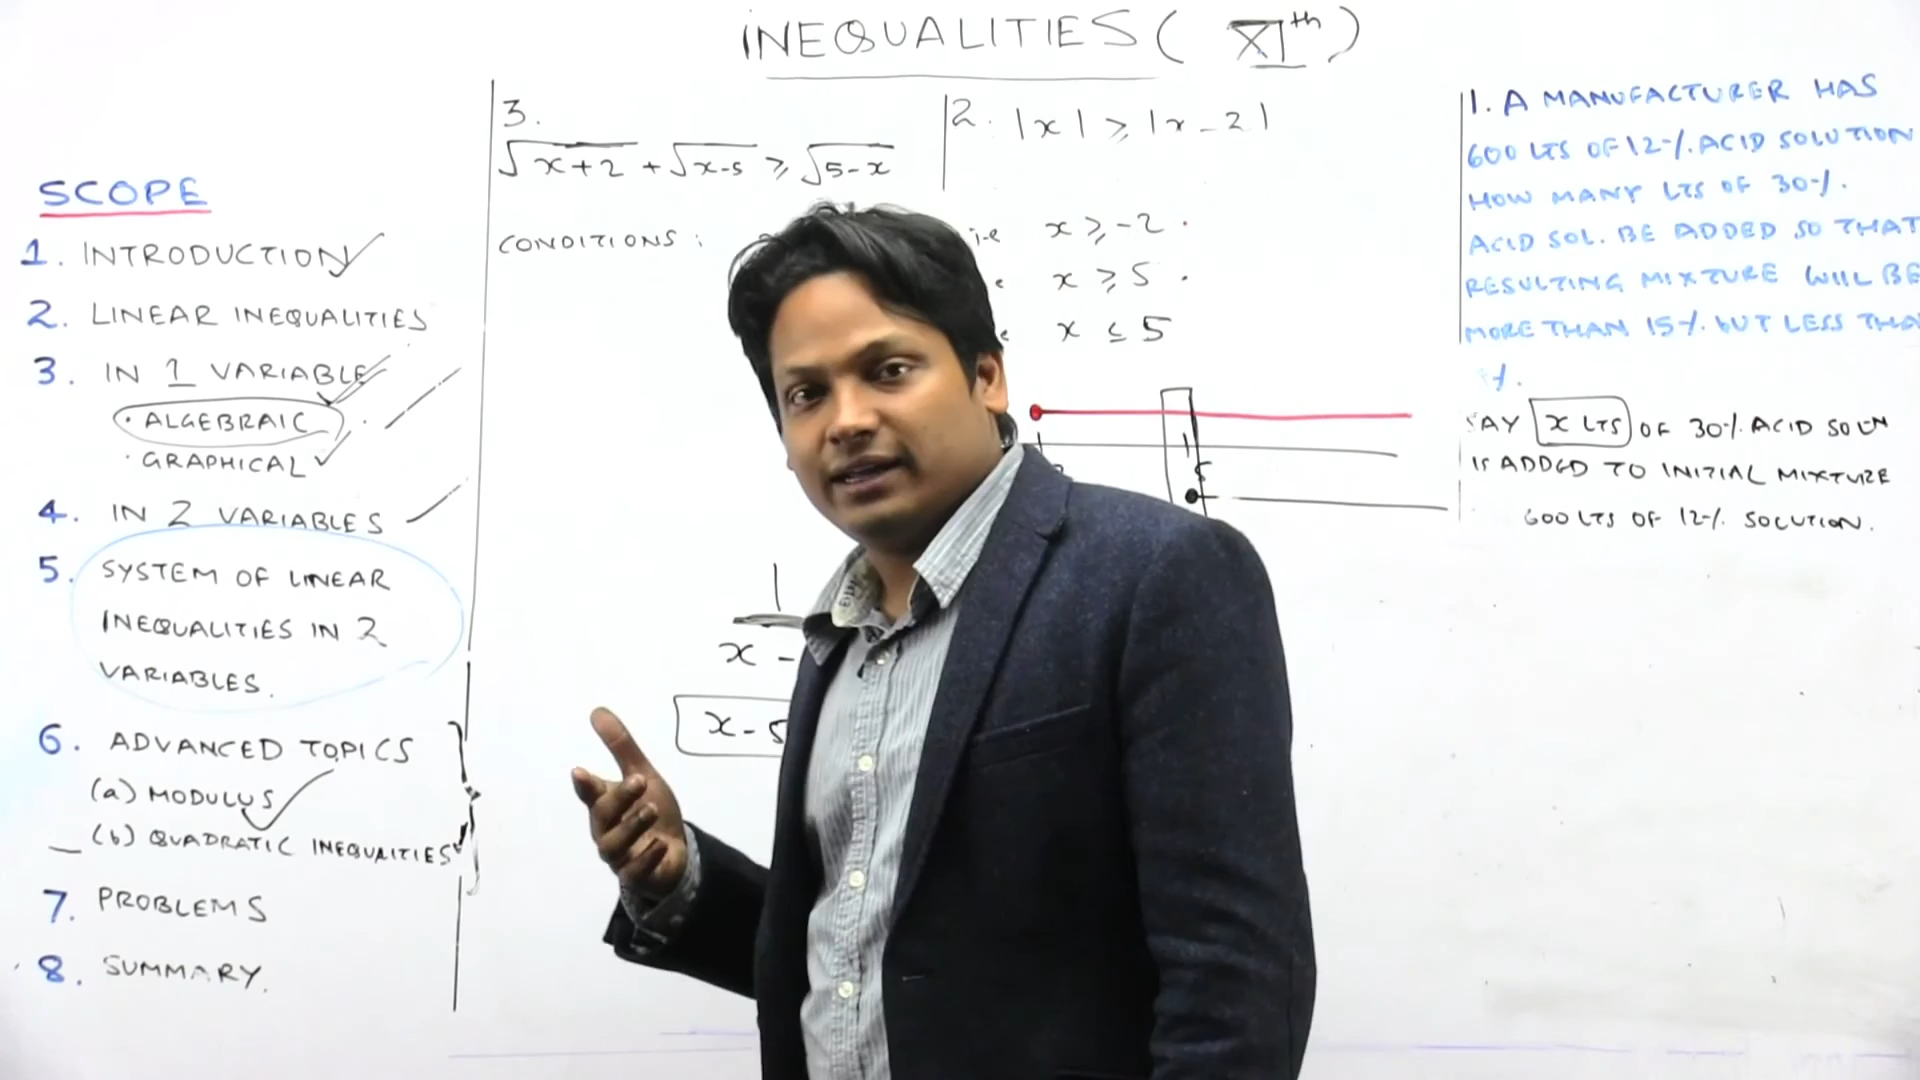 INEQUALITIES ( XIth )
SCOPE
1. INTRODUCTION
2. LINEAR INEQUALITIES
3. IN 1 VARIABLE
· ALGEBRAIC
· GRAPHICAL
4. IN 2 VARIABLES
5. SYSTEM OF LINEAR
INEQUALITIES IN 2
VARIABLES.
6. ADVANCED TOPICS
(a) MODULUS
(b) QUADRATIC INEQUALITIES
7. PROBLEMS
8. SUMMARY.
3.
√x+2 + √x-5 ≥ √5-x
CONDITIONS :
i.e x ≥ -2 .
x ≥ 5 .
x ≤ 5
5
1
x -
x - 5
2. |x| ≥ |x-2|
1. A MANUFACTURER HAS
600 LTS OF 12% ACID SOLUTION
HOW MANY LTS OF 30%
ACID SOL. BE ADDED SO THAT
RESULTING MIXTURE WILL BE
MORE THAN 15% BUT LESS
%.
SAY x LTS OF 30% ACID SOLN
IS ADDED TO INITIAL MIXTURE
600 LTS OF 12% SOLUTION.